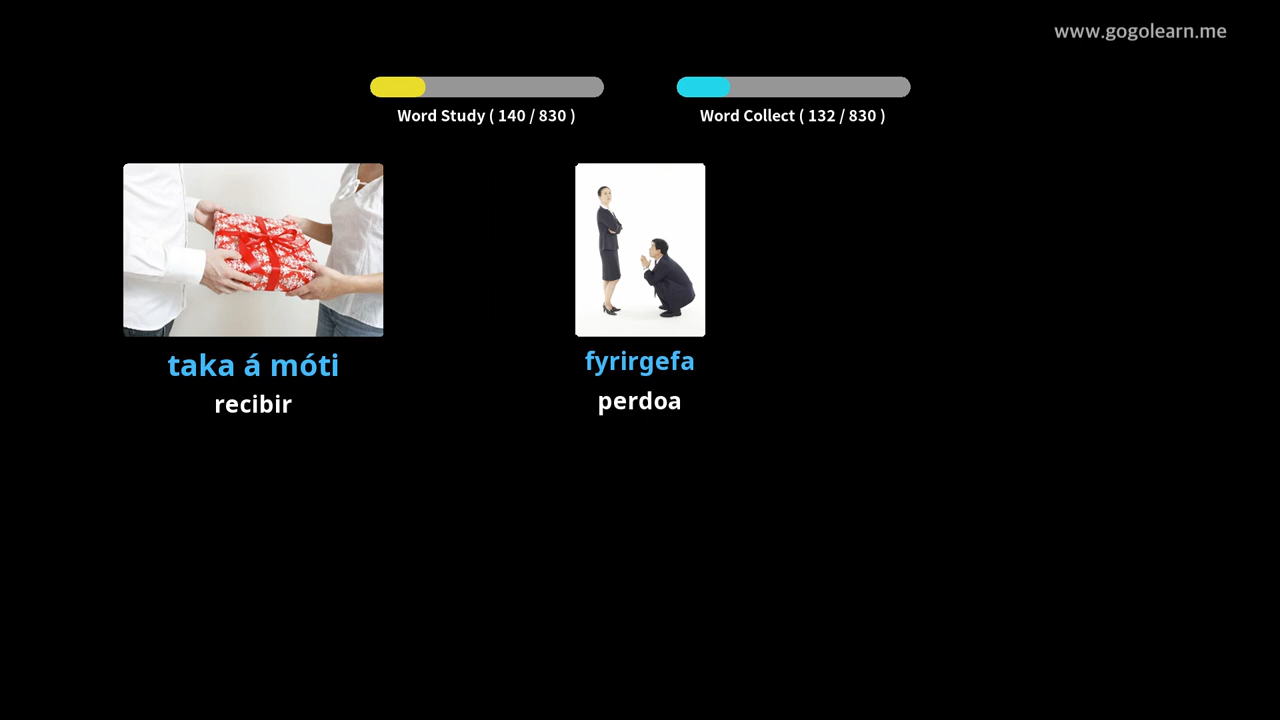 www.gogolearn.me
Word Study ( 140 / 830 )
Word Collect ( 132 / 830 )
taka á móti
recibir
fyrirgefa
perdoa